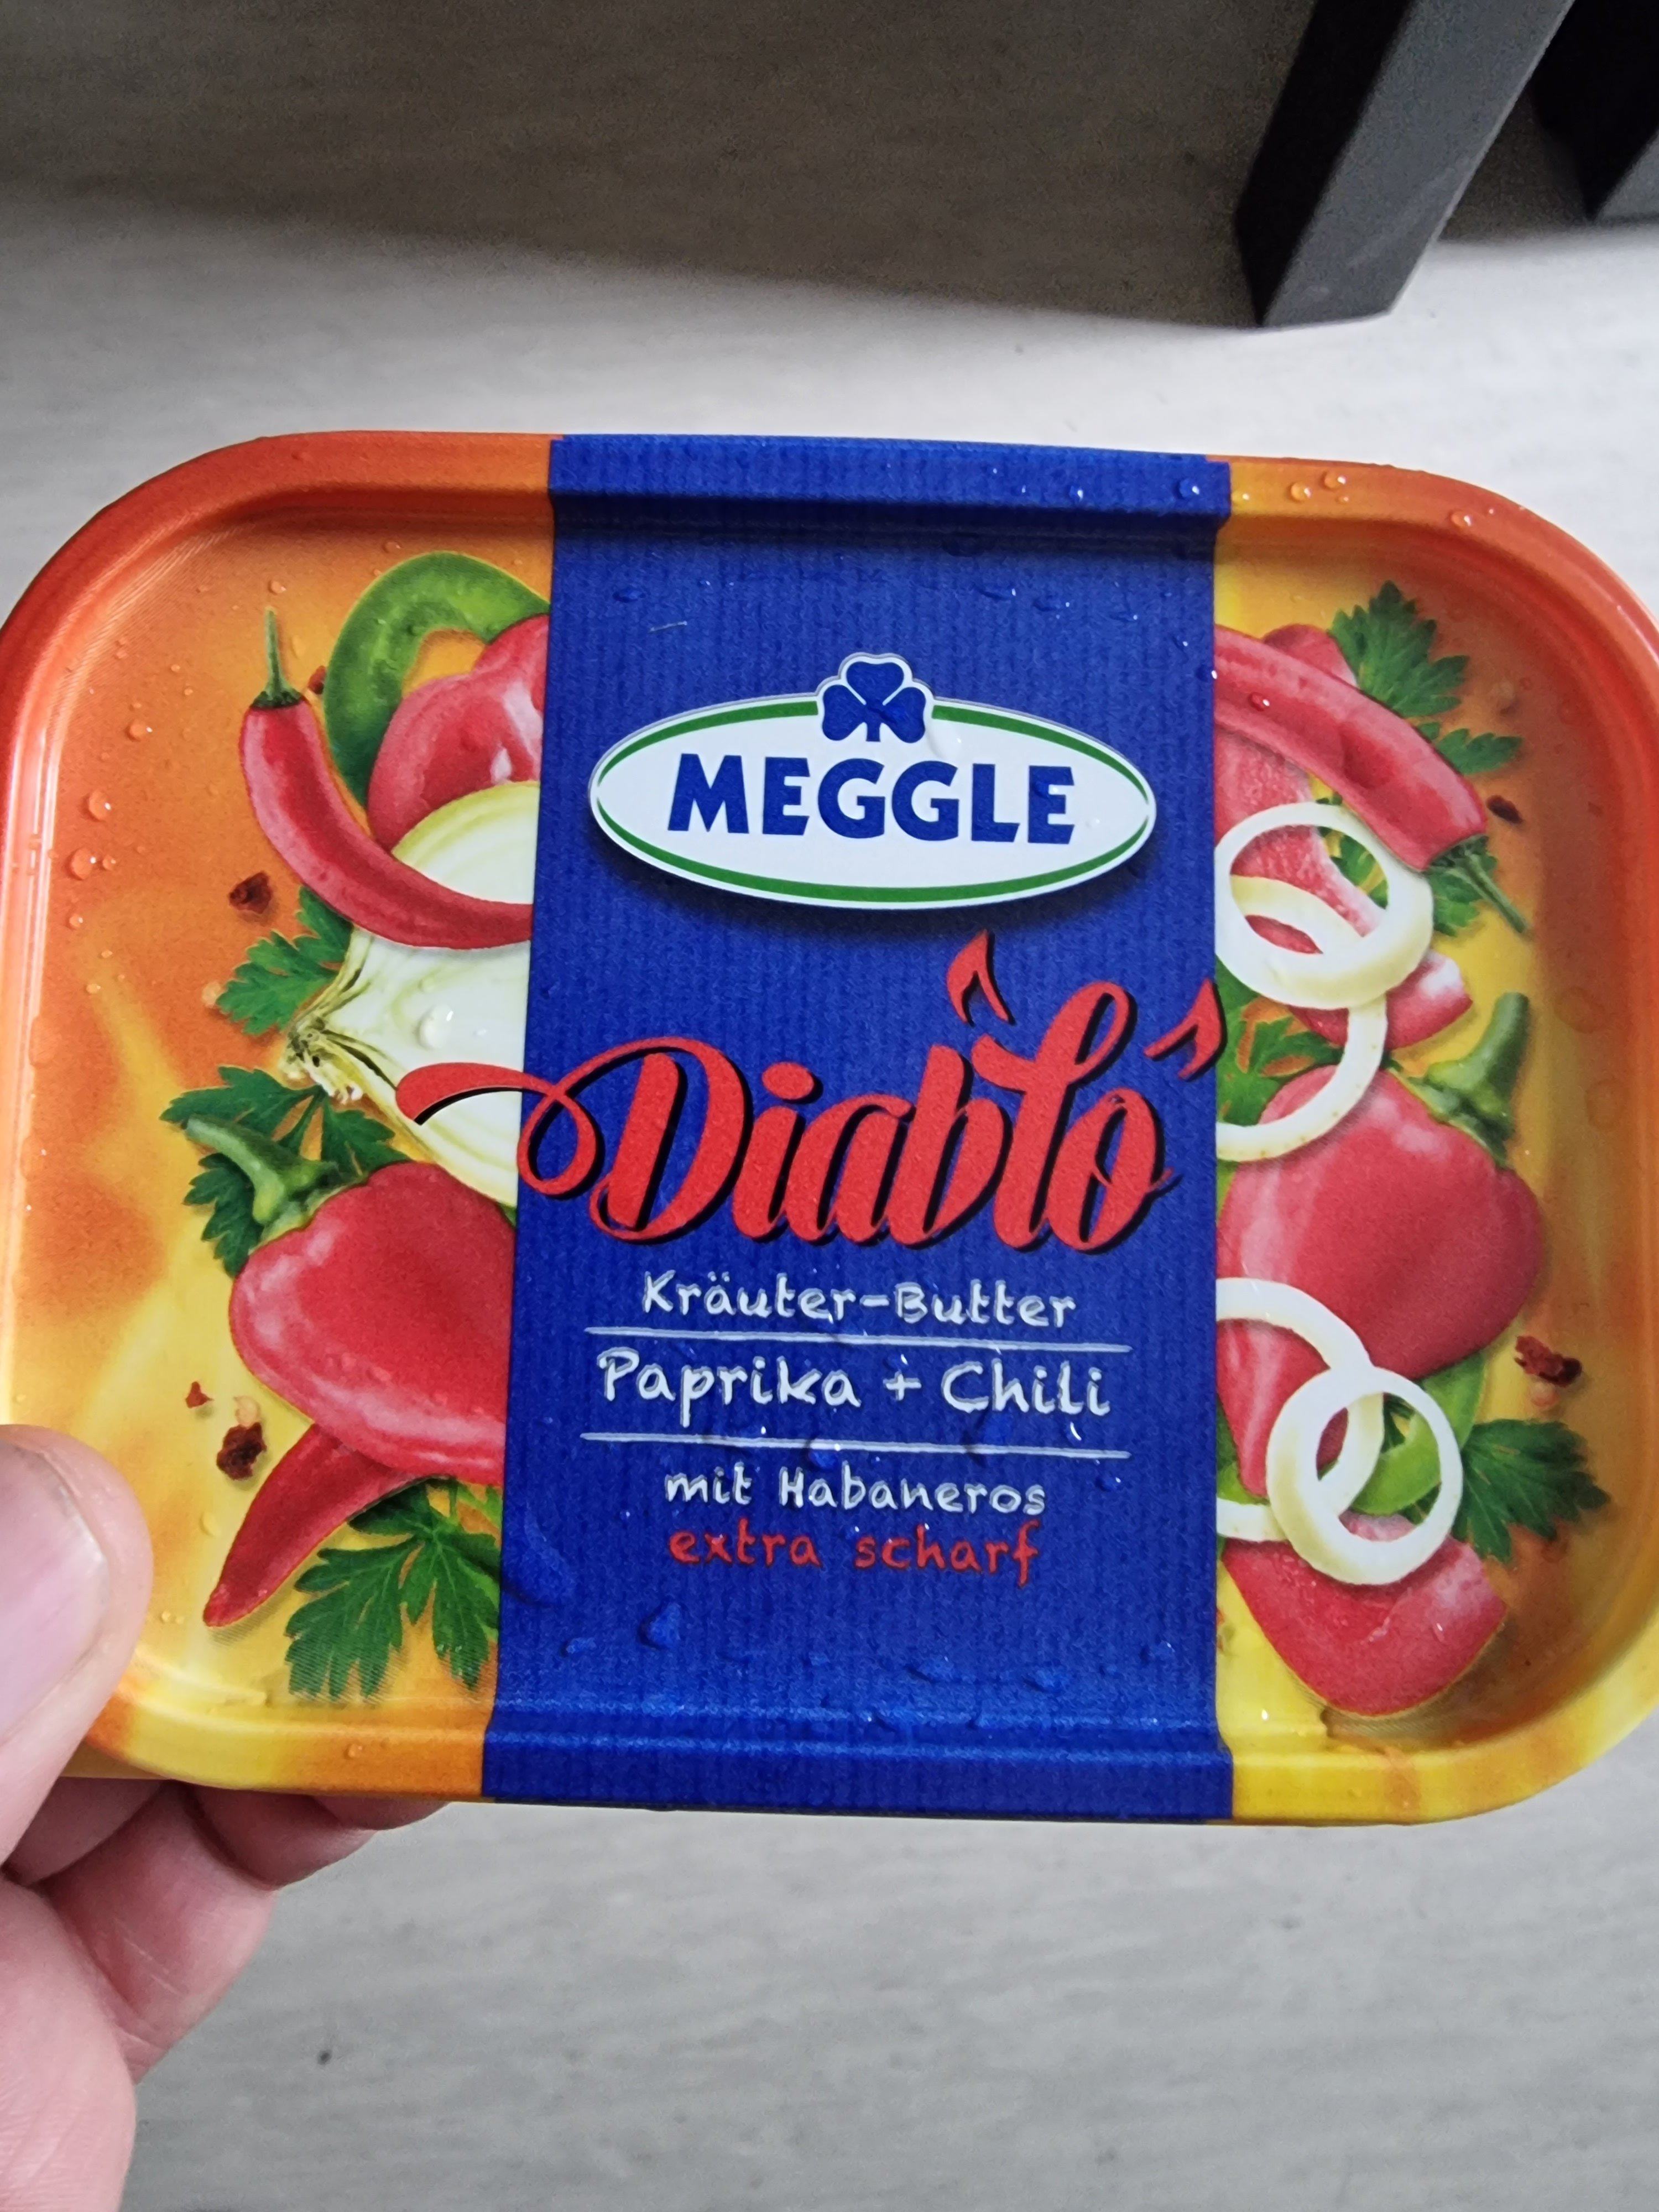 MEGGLE
Diablo
Kräuter-Butter
Paprika + Chili
mit Habaneros
extra scharf